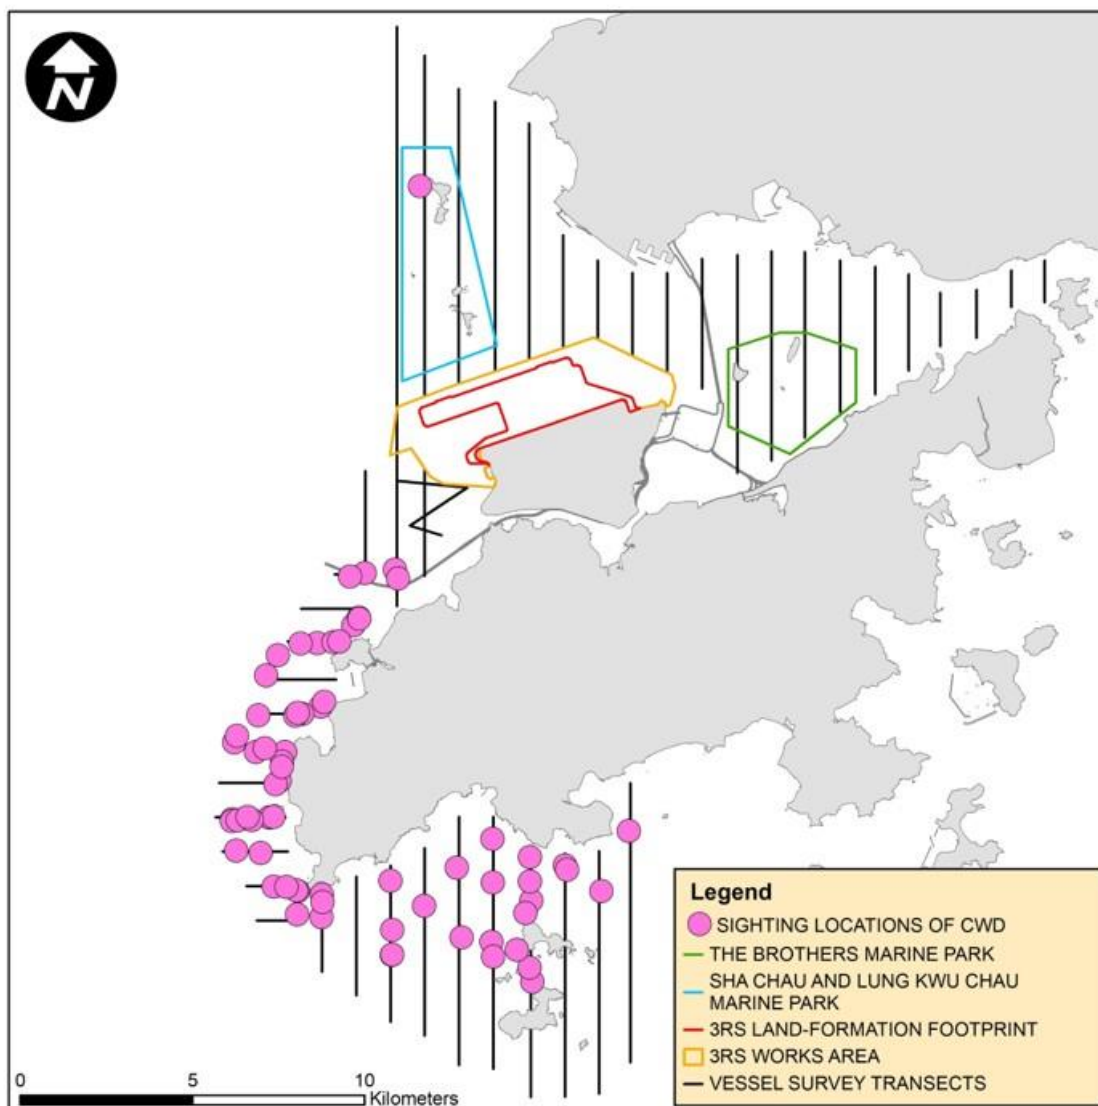 N
Legend
SIGHTING LOCATIONS OF CWD
THE BROTHERS MARINE PARK
SHA CHAU AND LUNG KWU CHAU
MARINE PARK
3RS LAND-FORMATION FOOTPRINT
3RS WORKS AREA
VESSEL SURVEY TRANSECTS
0 5 10
Kilometers